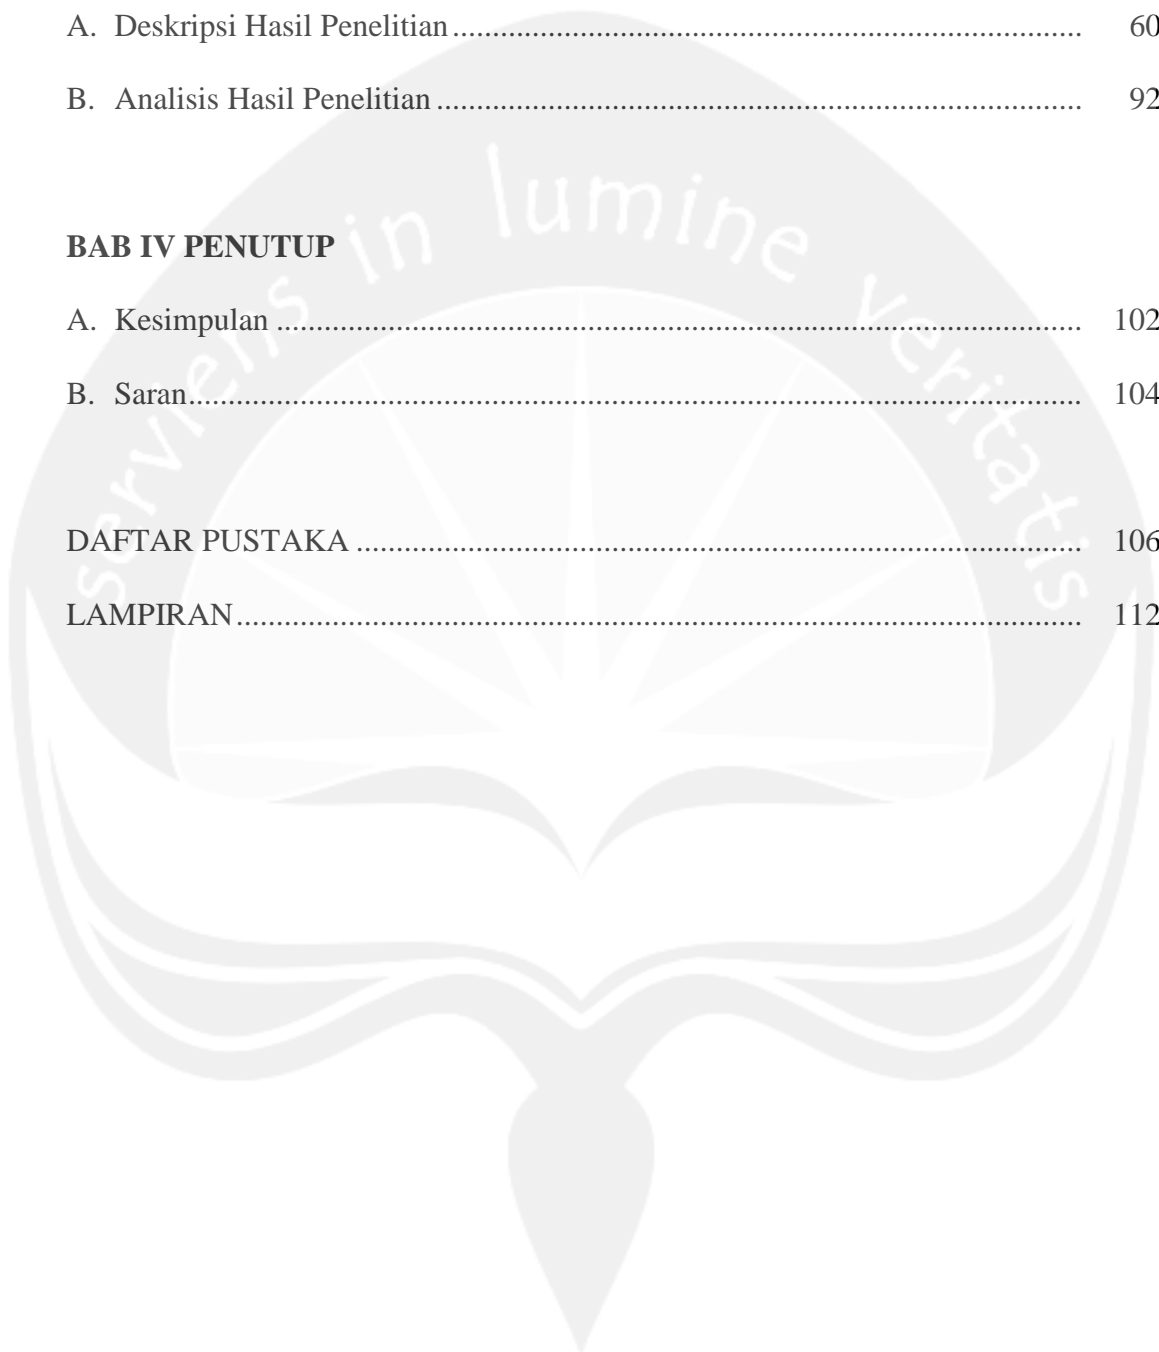 A. Deskripsi Hasil Penelitian .................................................................................. 60
B. Analisis Hasil Penelitian .................................................................................... 92
serviens in lumine veritatis
BAB IV PENUTUP
A. Kesimpulan ......................................................................................................... 102
B. Saran.................................................................................................................... 104
DAFTAR PUSTAKA .............................................................................................. 106
LAMPIRAN............................................................................................................. 112